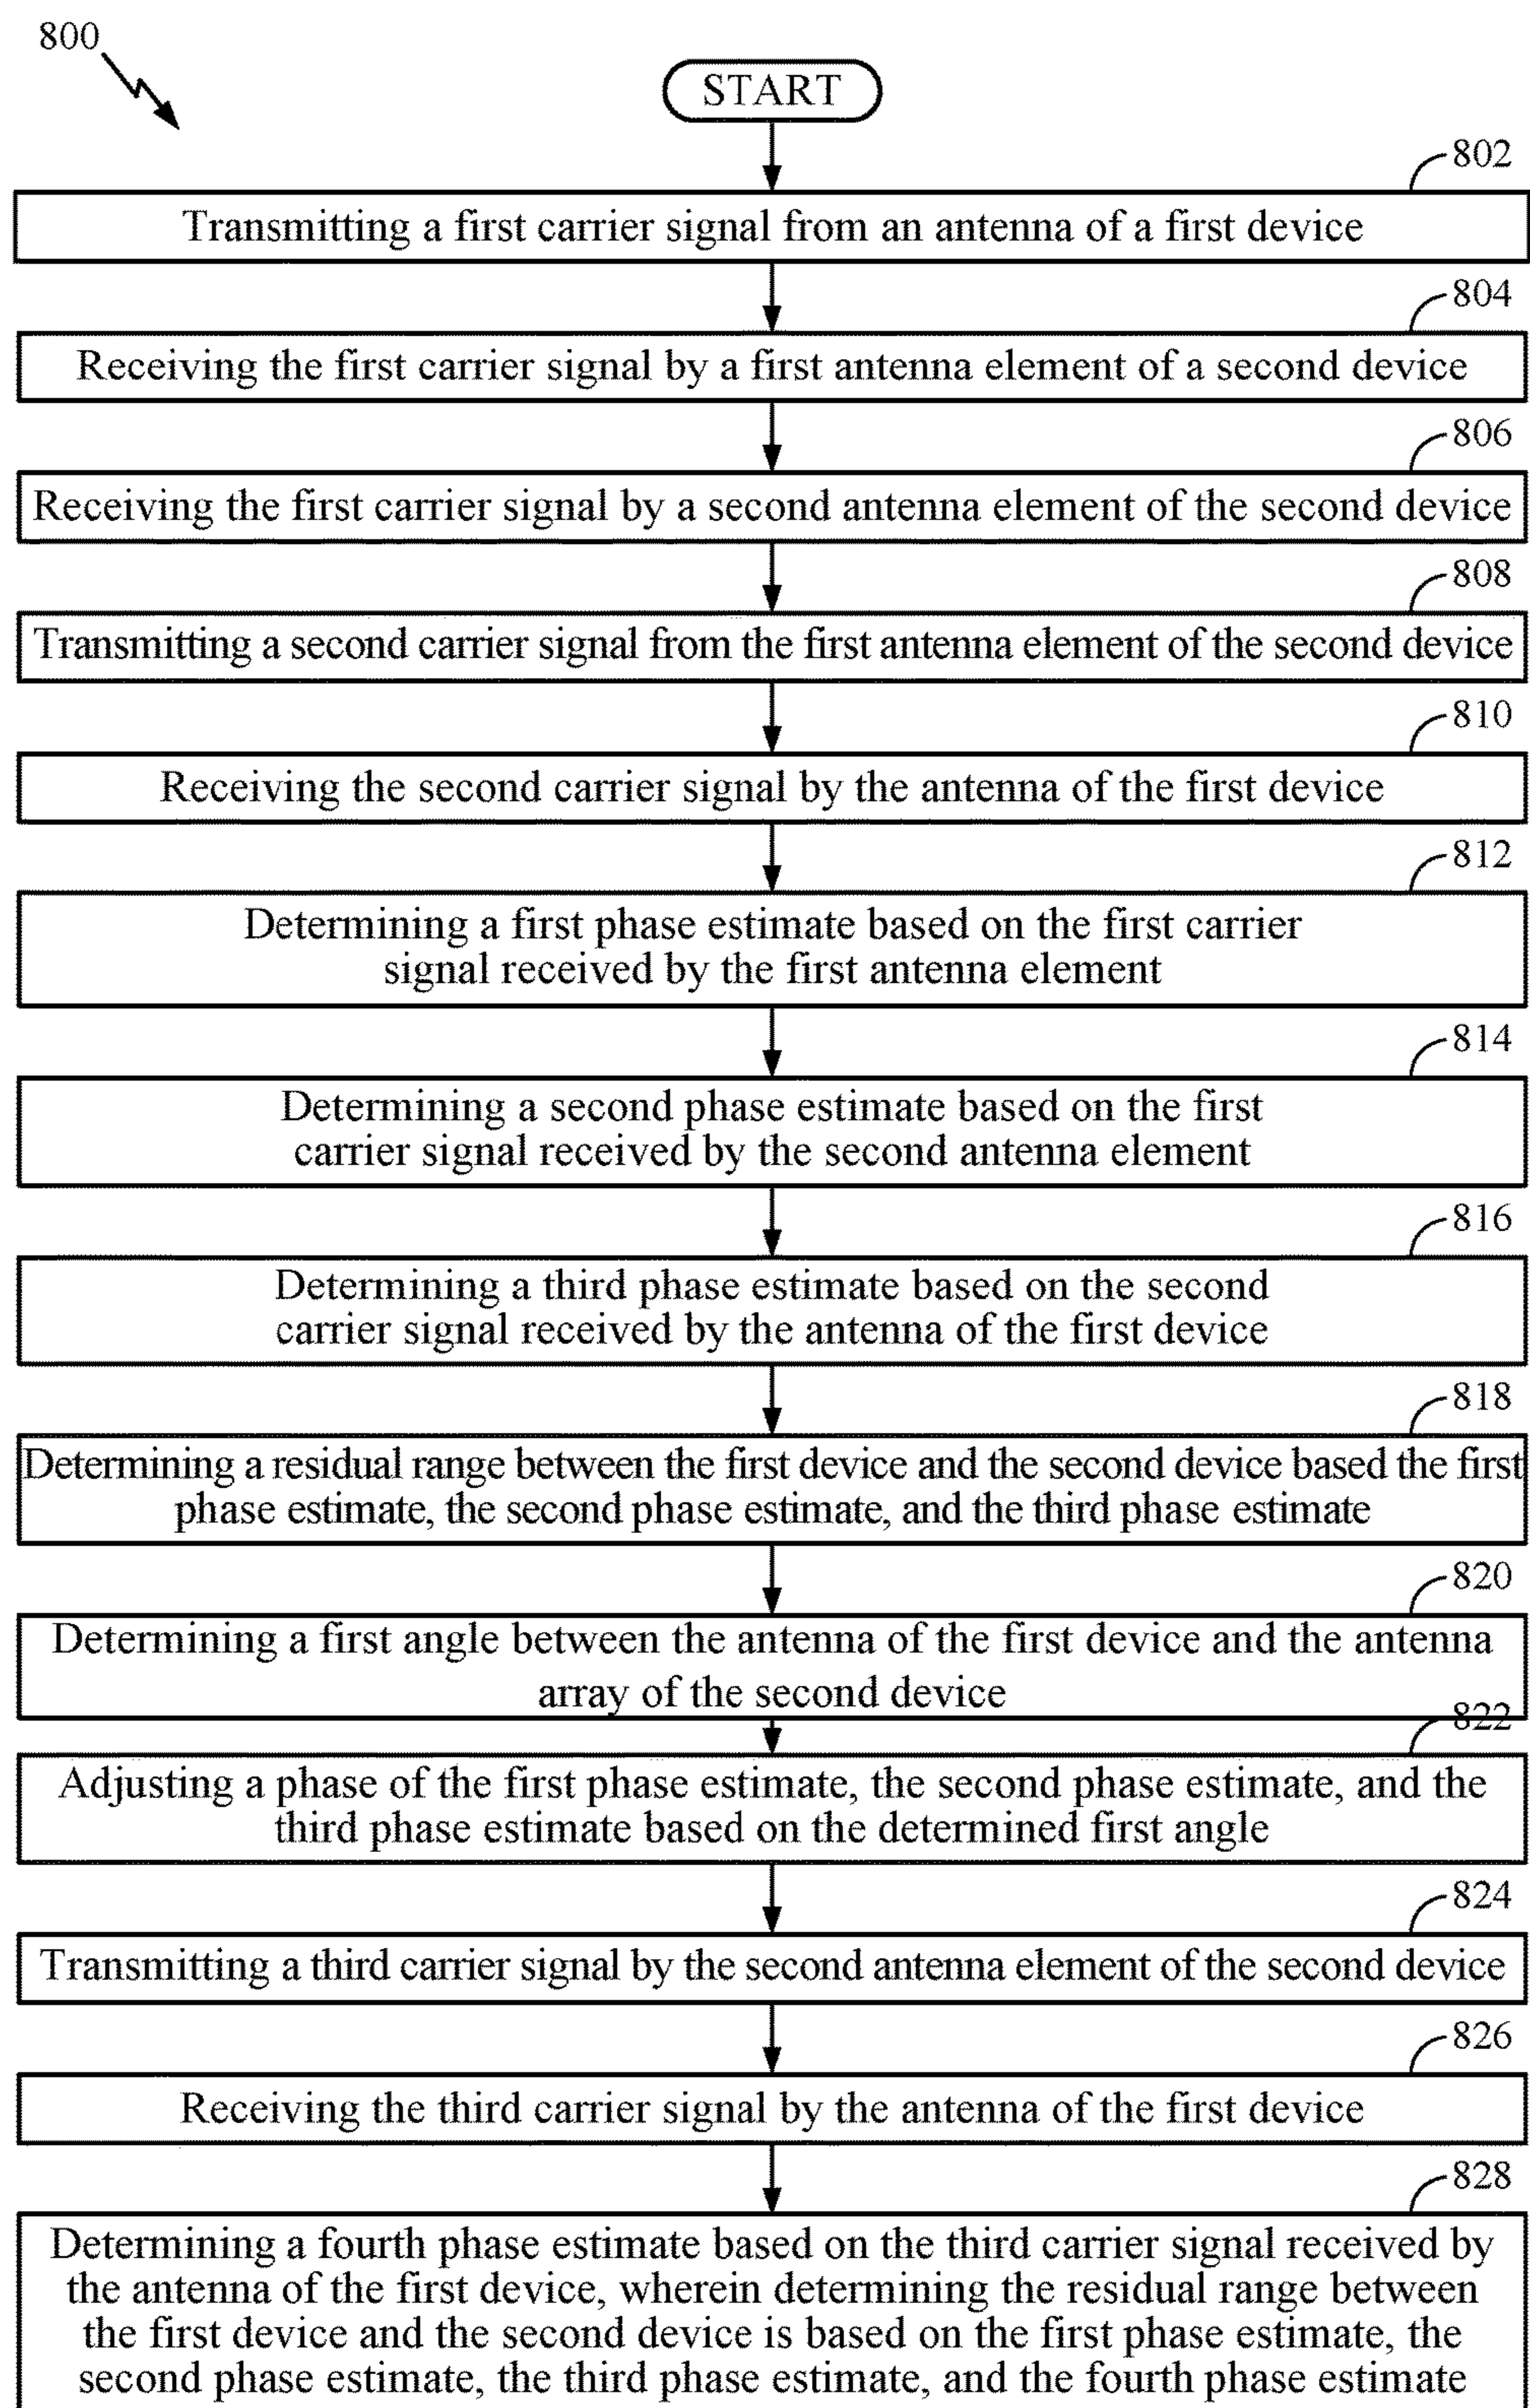 800
START
802
Transmitting a first carrier signal from an antenna of a first device
804
Receiving the first carrier signal by a first antenna element of a second device
806
Receiving the first carrier signal by a second antenna element of the second device
808
Transmitting a second carrier signal from the first antenna element of the second device
810
Receiving the second carrier signal by the antenna of the first device
812
Determining a first phase estimate based on the first carrier
signal received by the first antenna element
814
Determining a second phase estimate based on the first
carrier signal received by the second antenna element
816
Determining a third phase estimate based on the second
carrier signal received by the antenna of the first device
818
Determining a residual range between the first device and the second device based the first
phase estimate, the second phase estimate, and the third phase estimate
820
Determining a first angle between the antenna of the first device and the antenna
array of the second device
822
Adjusting a phase of the first phase estimate, the second phase estimate, and the
third phase estimate based on the determined first angle
824
Transmitting a third carrier signal by the second antenna element of the second device
826
Receiving the third carrier signal by the antenna of the first device
828
Determining a fourth phase estimate based on the third carrier signal received by
the antenna of the first device, wherein determining the residual range between
the first device and the second device is based on the first phase estimate, the
second phase estimate, the third phase estimate, and the fourth phase estimate